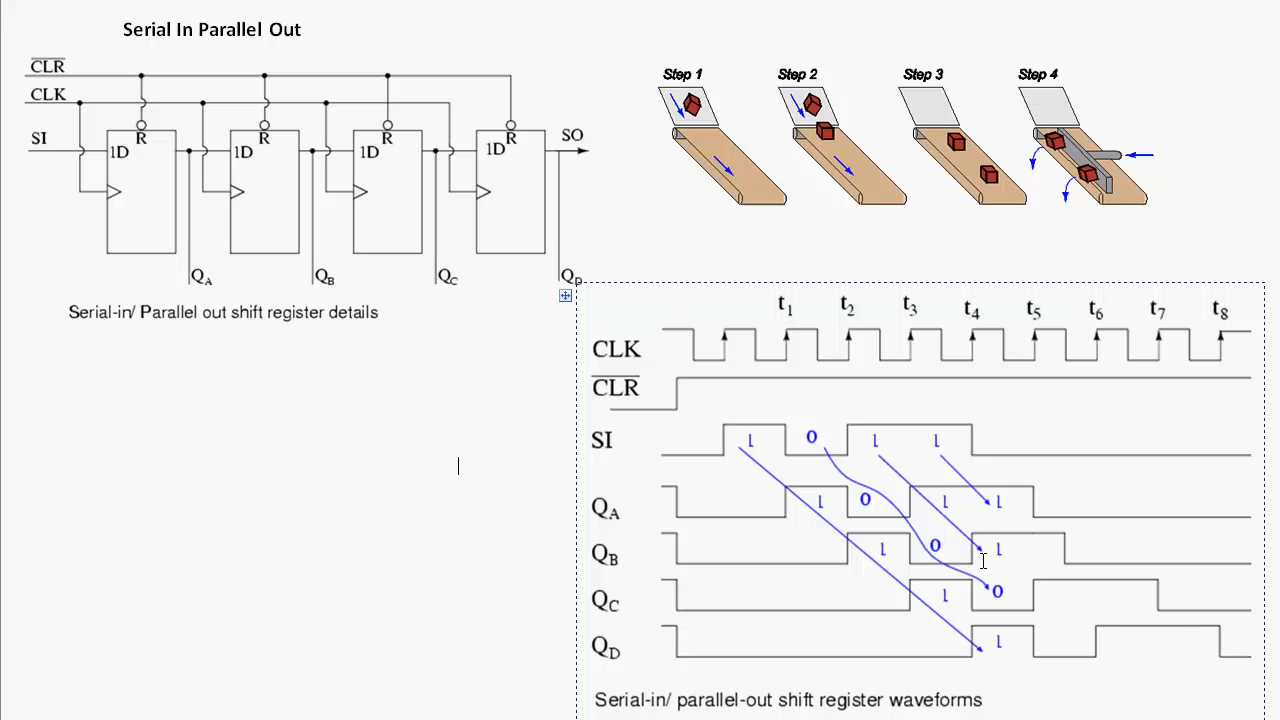 Serial In Parallel Out
CLR
CLK
SI
1D
R
1D
R
1D
R
1D
R
SO
QA
QB
QC
QD
Serial-in/ Parallel out shift register details
Step 1
Step 2
Step 3
Step 4
t1 t2 t3 t4 t5 t6 t7 t8
CLK
CLR
SI 1 0 1 1
QA 1 0 1 1
QB 1 0 1
QC 1 0
QD 1
Serial-in/ parallel-out shift register waveforms